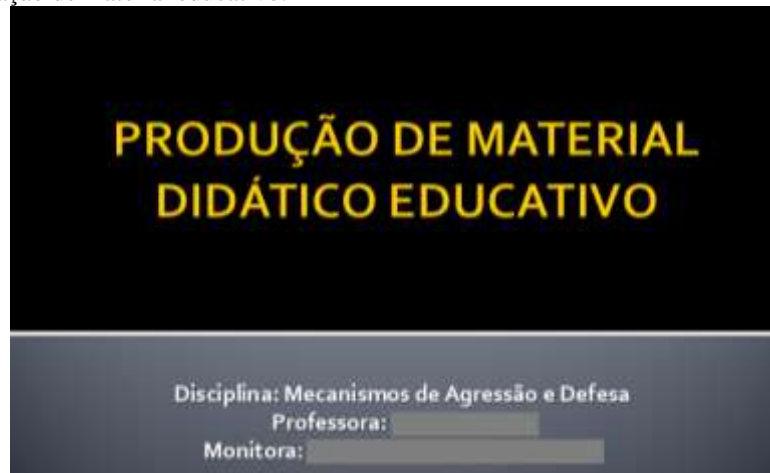 PRODUÇÃO DE MATERIAL
DIDÁTICO EDUCATIVO
Disciplina: Mecanismos de Agressão e Defesa
Professora:
Monitora: